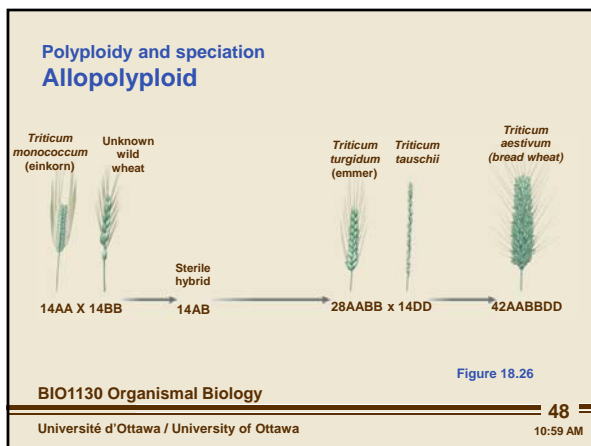 Polyploidy and speciation
Allopolyploid
Triticum
monococcum
(einkorn)
Unknown
wild
wheat
Triticum
turgidum
(emmer)
Triticum
tauschii
Triticum
aestivum
(bread wheat)
Sterile
hybrid
14AA X 14BB
14AB
28AABB x 14DD
42AABBDD
Figure 18.26
BIO1130 Organismal Biology
48
Université d'Ottawa / University of Ottawa
10:59 AM